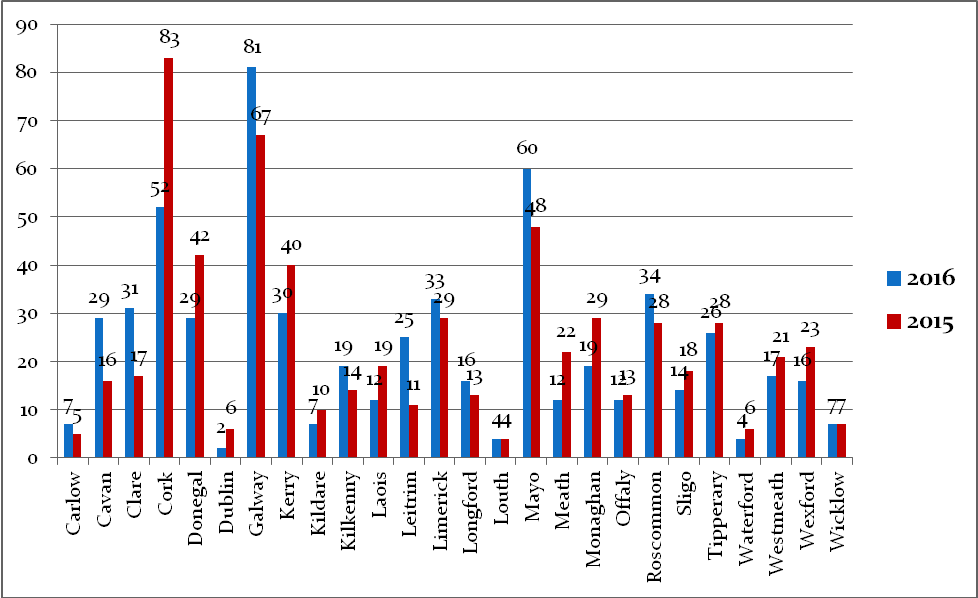 90
80
70
60
50
40
30
20
10
0
7 5
29 16
31 17
52 83
29 42
2 6
81 67
30 40
7 10
19 14
12 19
25 11
33 29
16 13
4 4
60 48
12 22
19 29
12 13
34 28
14 18
26 28
4 6
17 21
16 23
7 7
Carlow
Cavan
Clare
Cork
Donegal
Dublin
Galway
Kerry
Kildare
Kilkenny
Laois
Leitrim
Limerick
Longford
Louth
Mayo
Meath
Monaghan
Offaly
Roscommon
Sligo
Tipperary
Waterford
Westmeath
Wexford
Wicklow
2016
2015